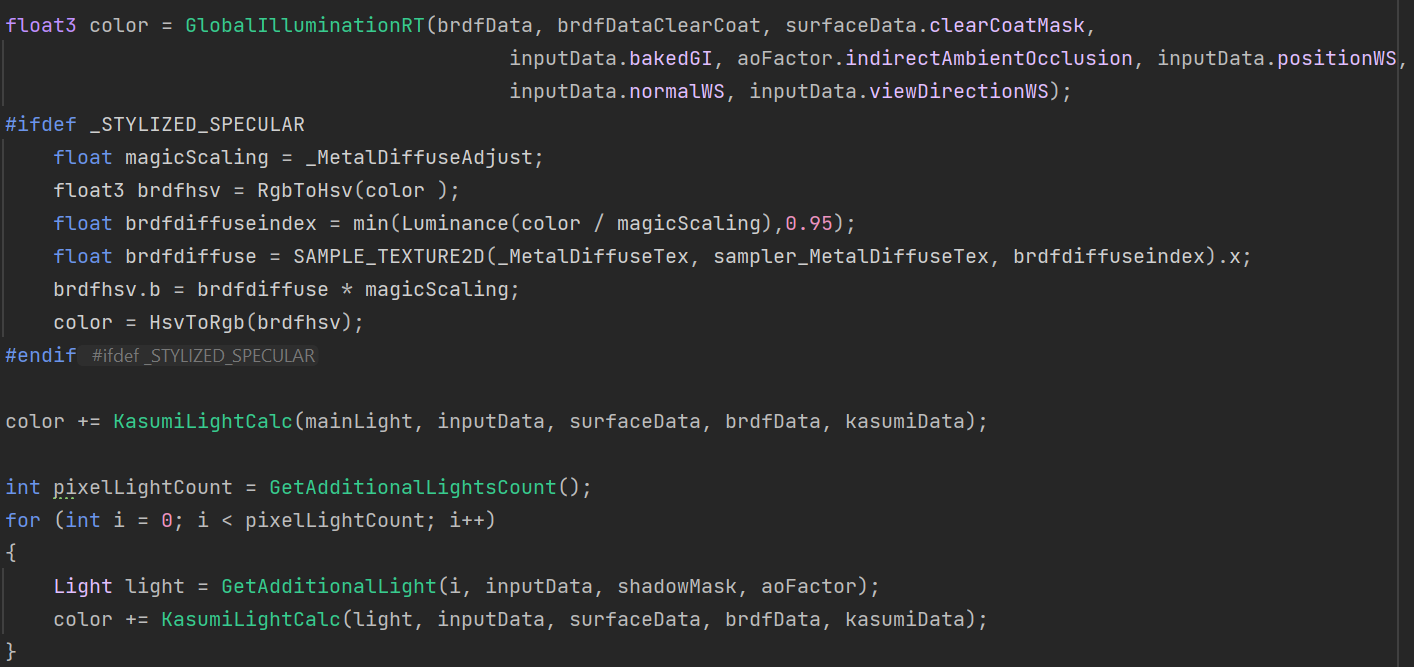 float3 color = GlobalIlluminationRT(brdfData, brdfDataClearCoat, surfaceData.clearCoatMask,
inputData.bakedGI, aoFactor.indirectAmbientOcclusion, inputData.positionWS,
inputData.normalWS, inputData.viewDirectionWS);
#ifdef _STYLIZED_SPECULAR
float magicScaling = _MetalDiffuseAdjust;
float3 brdfhsv = RgbToHsv(color );
float brdfdiffuseindex = min(Luminance(color / magicScaling),0.95);
float brdfdiffuse = SAMPLE_TEXTURE2D(_MetalDiffuseTex, sampler_MetalDiffuseTex, brdfdiffuseindex).x;
brdfhsv.b = brdfdiffuse * magicScaling;
color = HsvToRgb(brdfhsv);
#endif #ifdef _STYLIZED_SPECULAR
color += KasumiLightCalc(mainLight, inputData, surfaceData, brdfData, kasumiData);
int pixelLightCount = GetAdditionalLightsCount();
for (int i = 0; i < pixelLightCount; i++)
{
Light light = GetAdditionalLight(i, inputData, shadowMask, aoFactor);
color += KasumiLightCalc(light, inputData, surfaceData, brdfData, kasumiData);
}